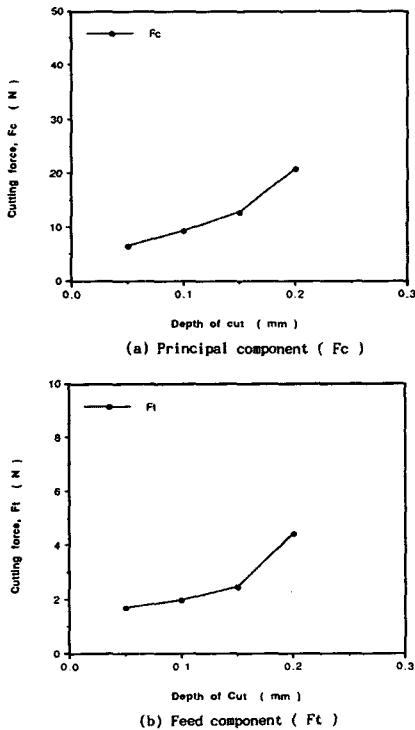 50
Fc
40
30
20
10
0
0.0
0.1
0.2
0.3
Cutting force, Fc ( N )
Depth of cut ( mm )
(a) Principal component ( Fc )
10
Ft
8
6
4
2
0
0.0
0.1
0.2
0.3
Cutting force, Ft ( N )
Depth of Cut ( mm )
(b) Feed component ( Ft )